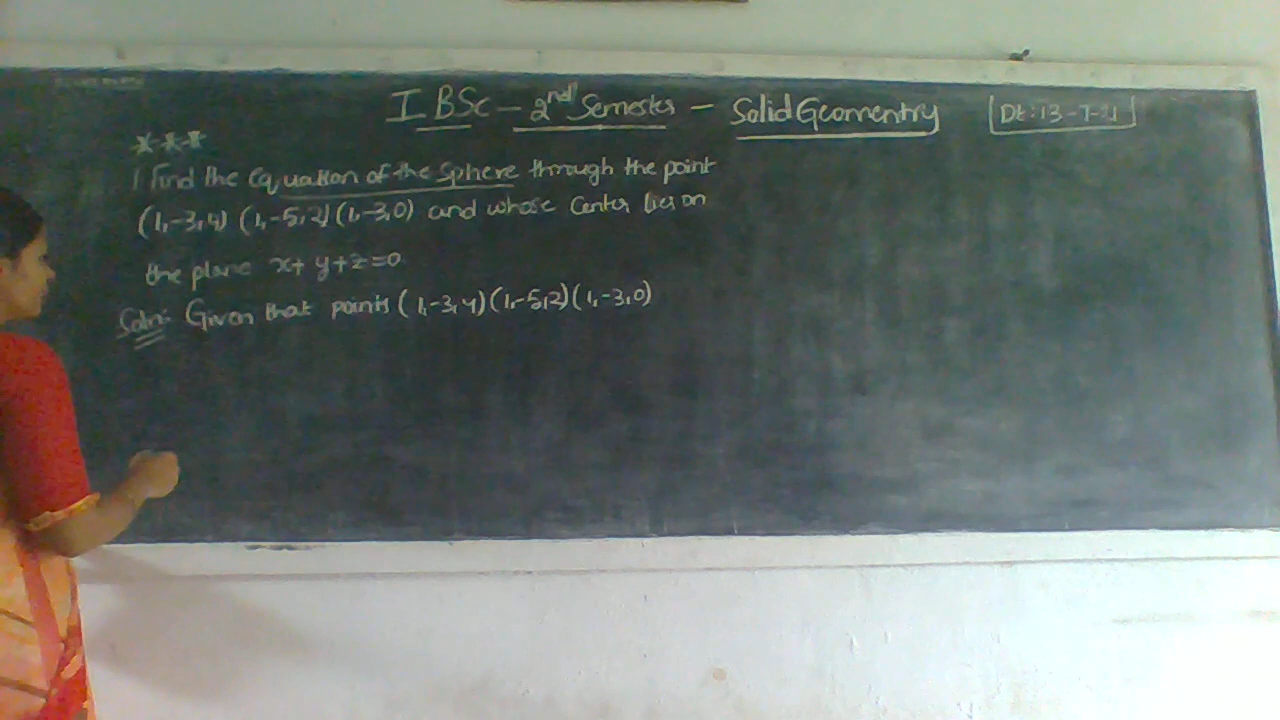 I BSc - 2nd Semester - Solid Geomentry
Dt: 13-7-21
***
1 Find the Equation of the sphere through the point
(1,-3,4) (1,-5,2) (1,-3,0) and whose Center lies on
the plane x+y+z=0
Soln: Given that points (1,-3,4)(1,-5,2)(1,-3,0)